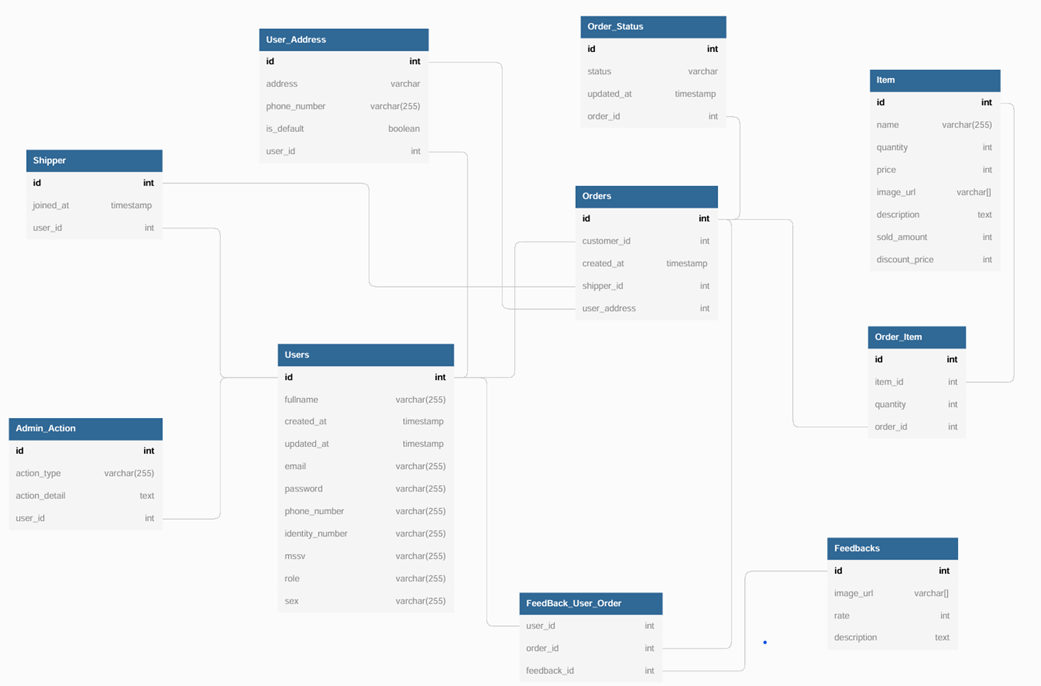 User_Address
id int
address varchar
phone_number varchar(255)
is_default boolean
user_id int
Order_Status
id int
status varchar
updated_at timestamp
order_id int
Item
id int
name varchar(255)
quantity int
price int
image_url varchar[]
description text
sold_amount int
discount_price int
Shipper
id int
joined_at timestamp
user_id int
Orders
id int
customer_id int
created_at timestamp
shipper_id int
user_address int
Order_Item
id int
item_id int
quantity int
order_id int
Users
id int
fullname varchar(255)
created_at timestamp
updated_at timestamp
email varchar(255)
password varchar(255)
phone_number varchar(255)
identity_number varchar(255)
mssv varchar(255)
role varchar(255)
sex varchar(255)
Admin_Action
id int
action_type varchar(255)
action_detail text
user_id int
Feedbacks
id int
image_url varchar[]
rate int
description text
FeedBack_User_Order
user_id int
order_id int
feedback_id int